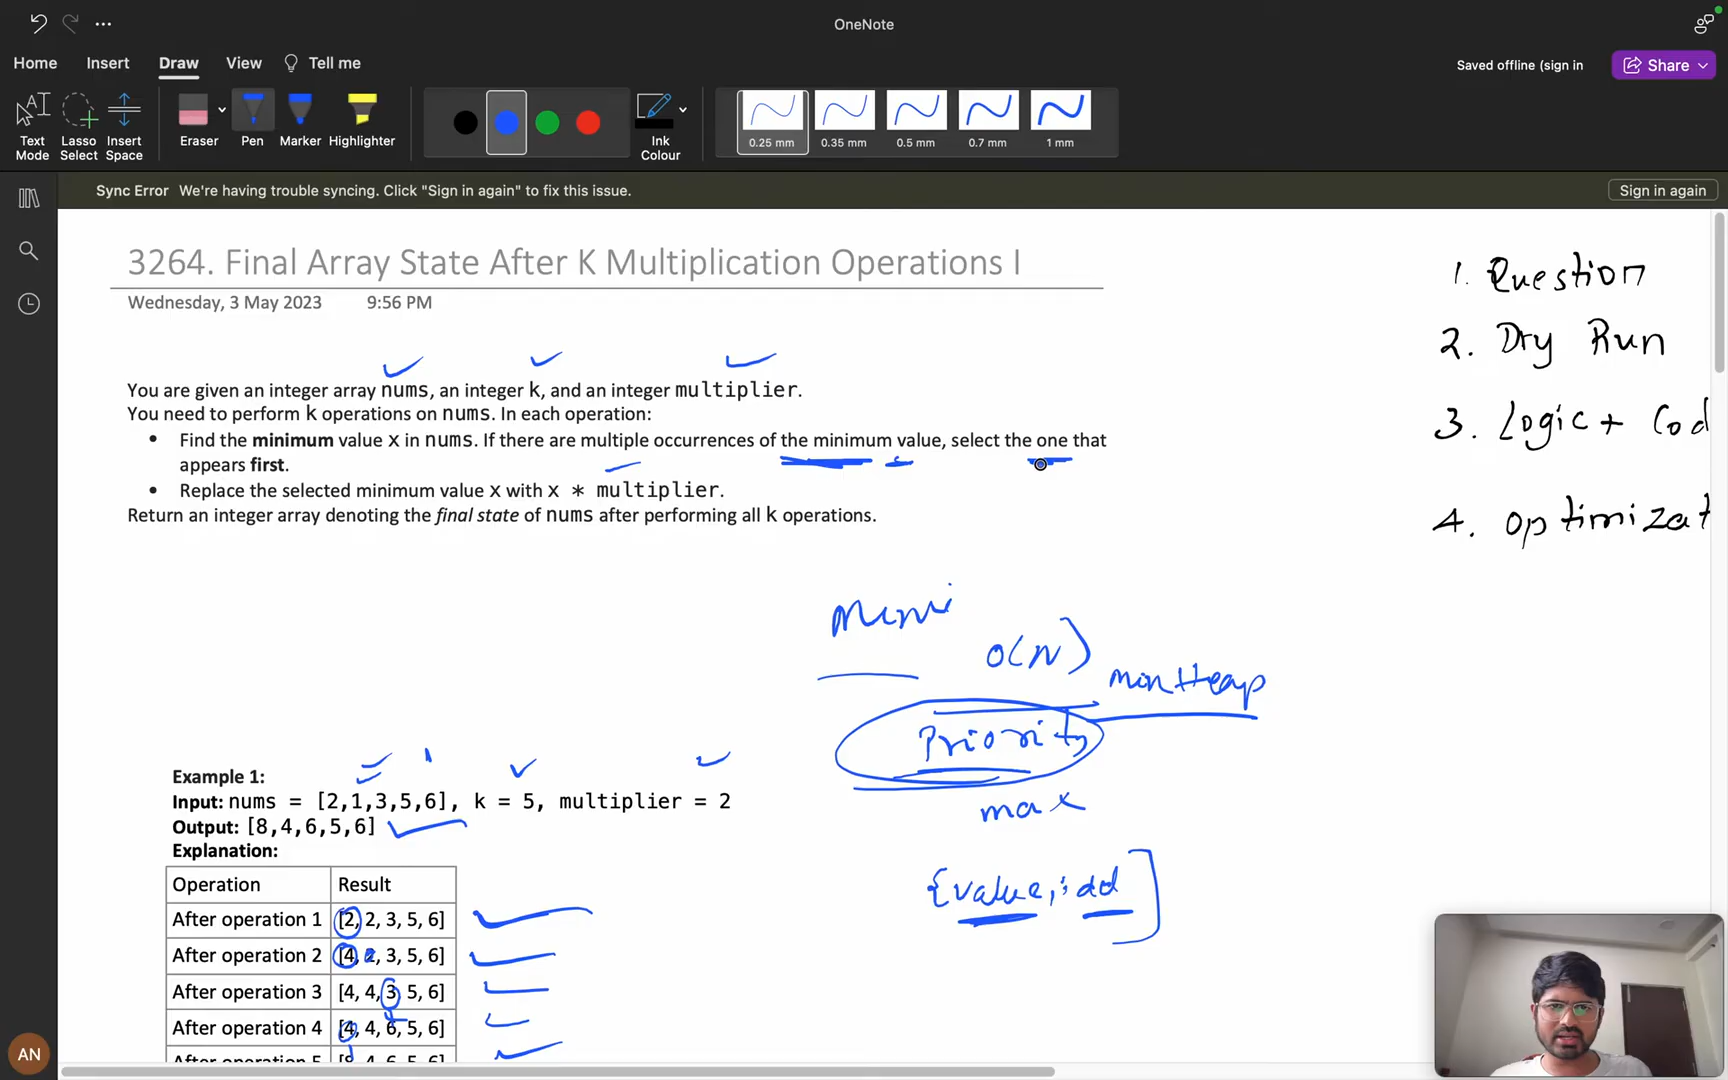 OneNote
Home Insert Draw View Tell me
Saved offline (sign in
Share
Text Mode
Lasso Select
Insert Space
Eraser
Pen
Marker
Highlighter
Ink Colour
0.25 mm
0.35 mm
0.5 mm
0.7 mm
1 mm
Sync Error We're having trouble syncing. Click "Sign in again" to fix this issue.
Sign in again
3264. Final Array State After K Multiplication Operations I
Wednesday, 3 May 2023 9:56 PM
1. Question
2. Dry Run
3. Logic + Cod
4. optimizat
You are given an integer array nums, an integer k, and an integer multiplier.
You need to perform k operations on nums. In each operation:
• Find the minimum value x in nums. If there are multiple occurrences of the minimum value, select the one that
appears first.
• Replace the selected minimum value x with x * multiplier.
Return an integer array denoting the final state of nums after performing all k operations.
O(N)
minHeap
Priority
max
Example 1:
Input: nums = [2,1,3,5,6], k = 5, multiplier = 2
Output: [8,4,6,5,6]
Explanation:
Operation Result
After operation 1 [2, 2, 3, 5, 6]
After operation 2 [4, 2, 3, 5, 6]
After operation 3 [4, 4, 3, 5, 6]
After operation 4 [4, 4, 6, 5, 6]
After operation 5 [8, 4, 6, 5, 6]
{value,
AN